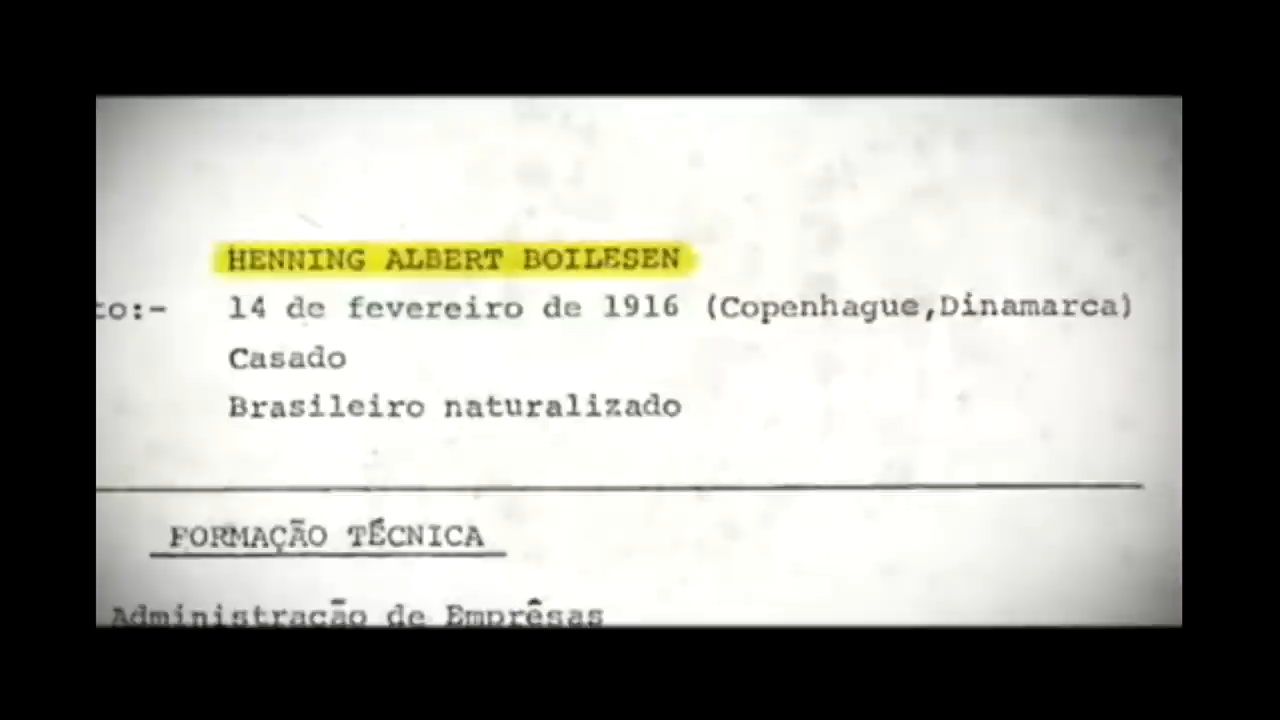 HENNING ALBERT BOILESEN
to:- 14 de fevereiro de 1916 (Copenhague,Dinamarca)
Casado
Brasileiro naturalizado
FORMAÇÃO TÉCNICA
Administração de Emprêsas